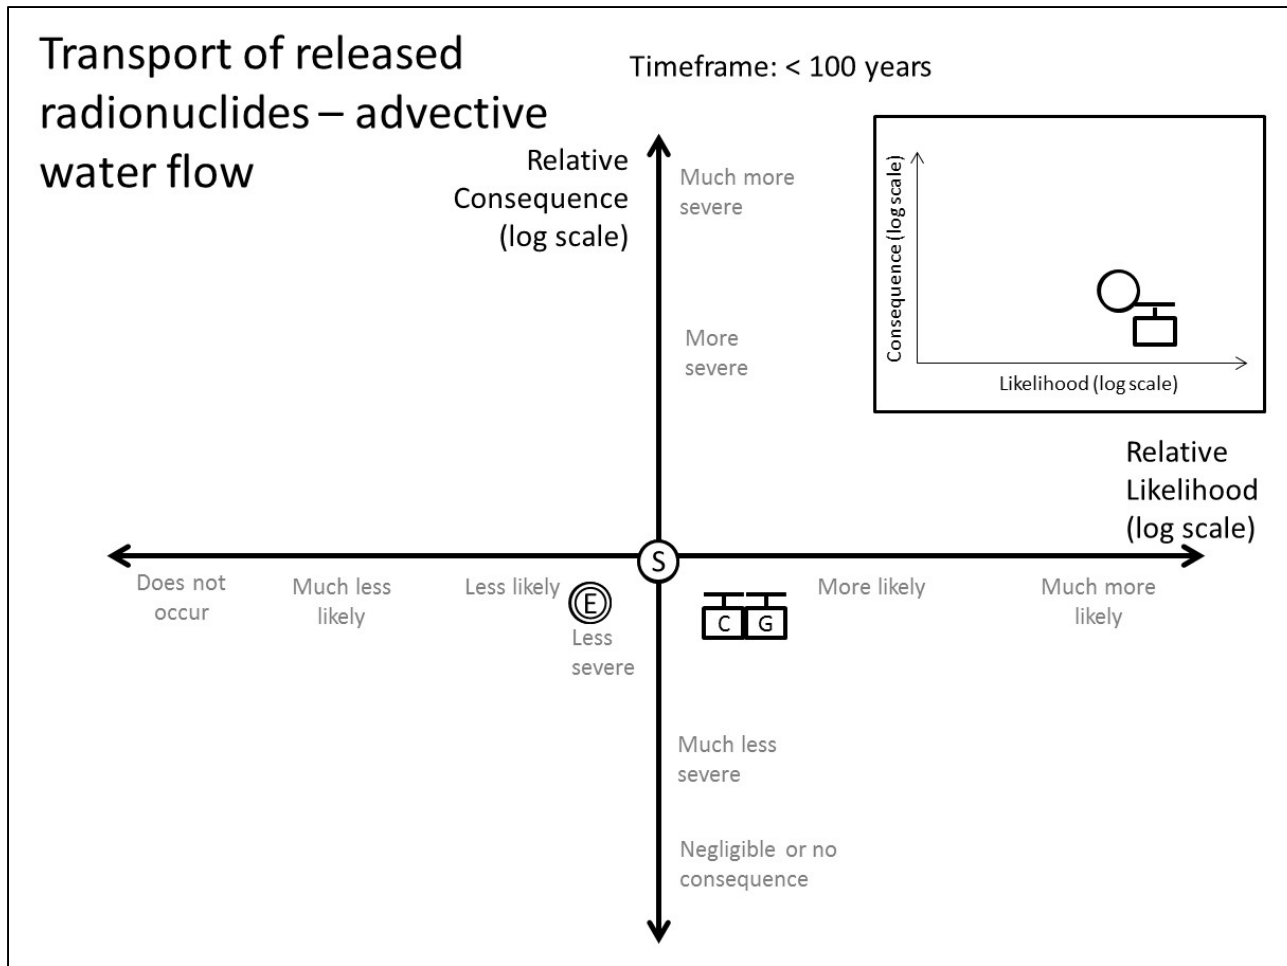 Transport of released
radionuclides – advective
water flow
Timeframe: < 100 years
Relative
Consequence
(log scale)
Much more
severe
More
severe
Consequence (log scale)
Likelihood (log scale)
Relative
Likelihood
(log scale)
S
Does not
occur
Much less
likely
Less likely
E
Less
severe
C
G
More likely
Much more
likely
Much less
severe
Negligible or no
consequence